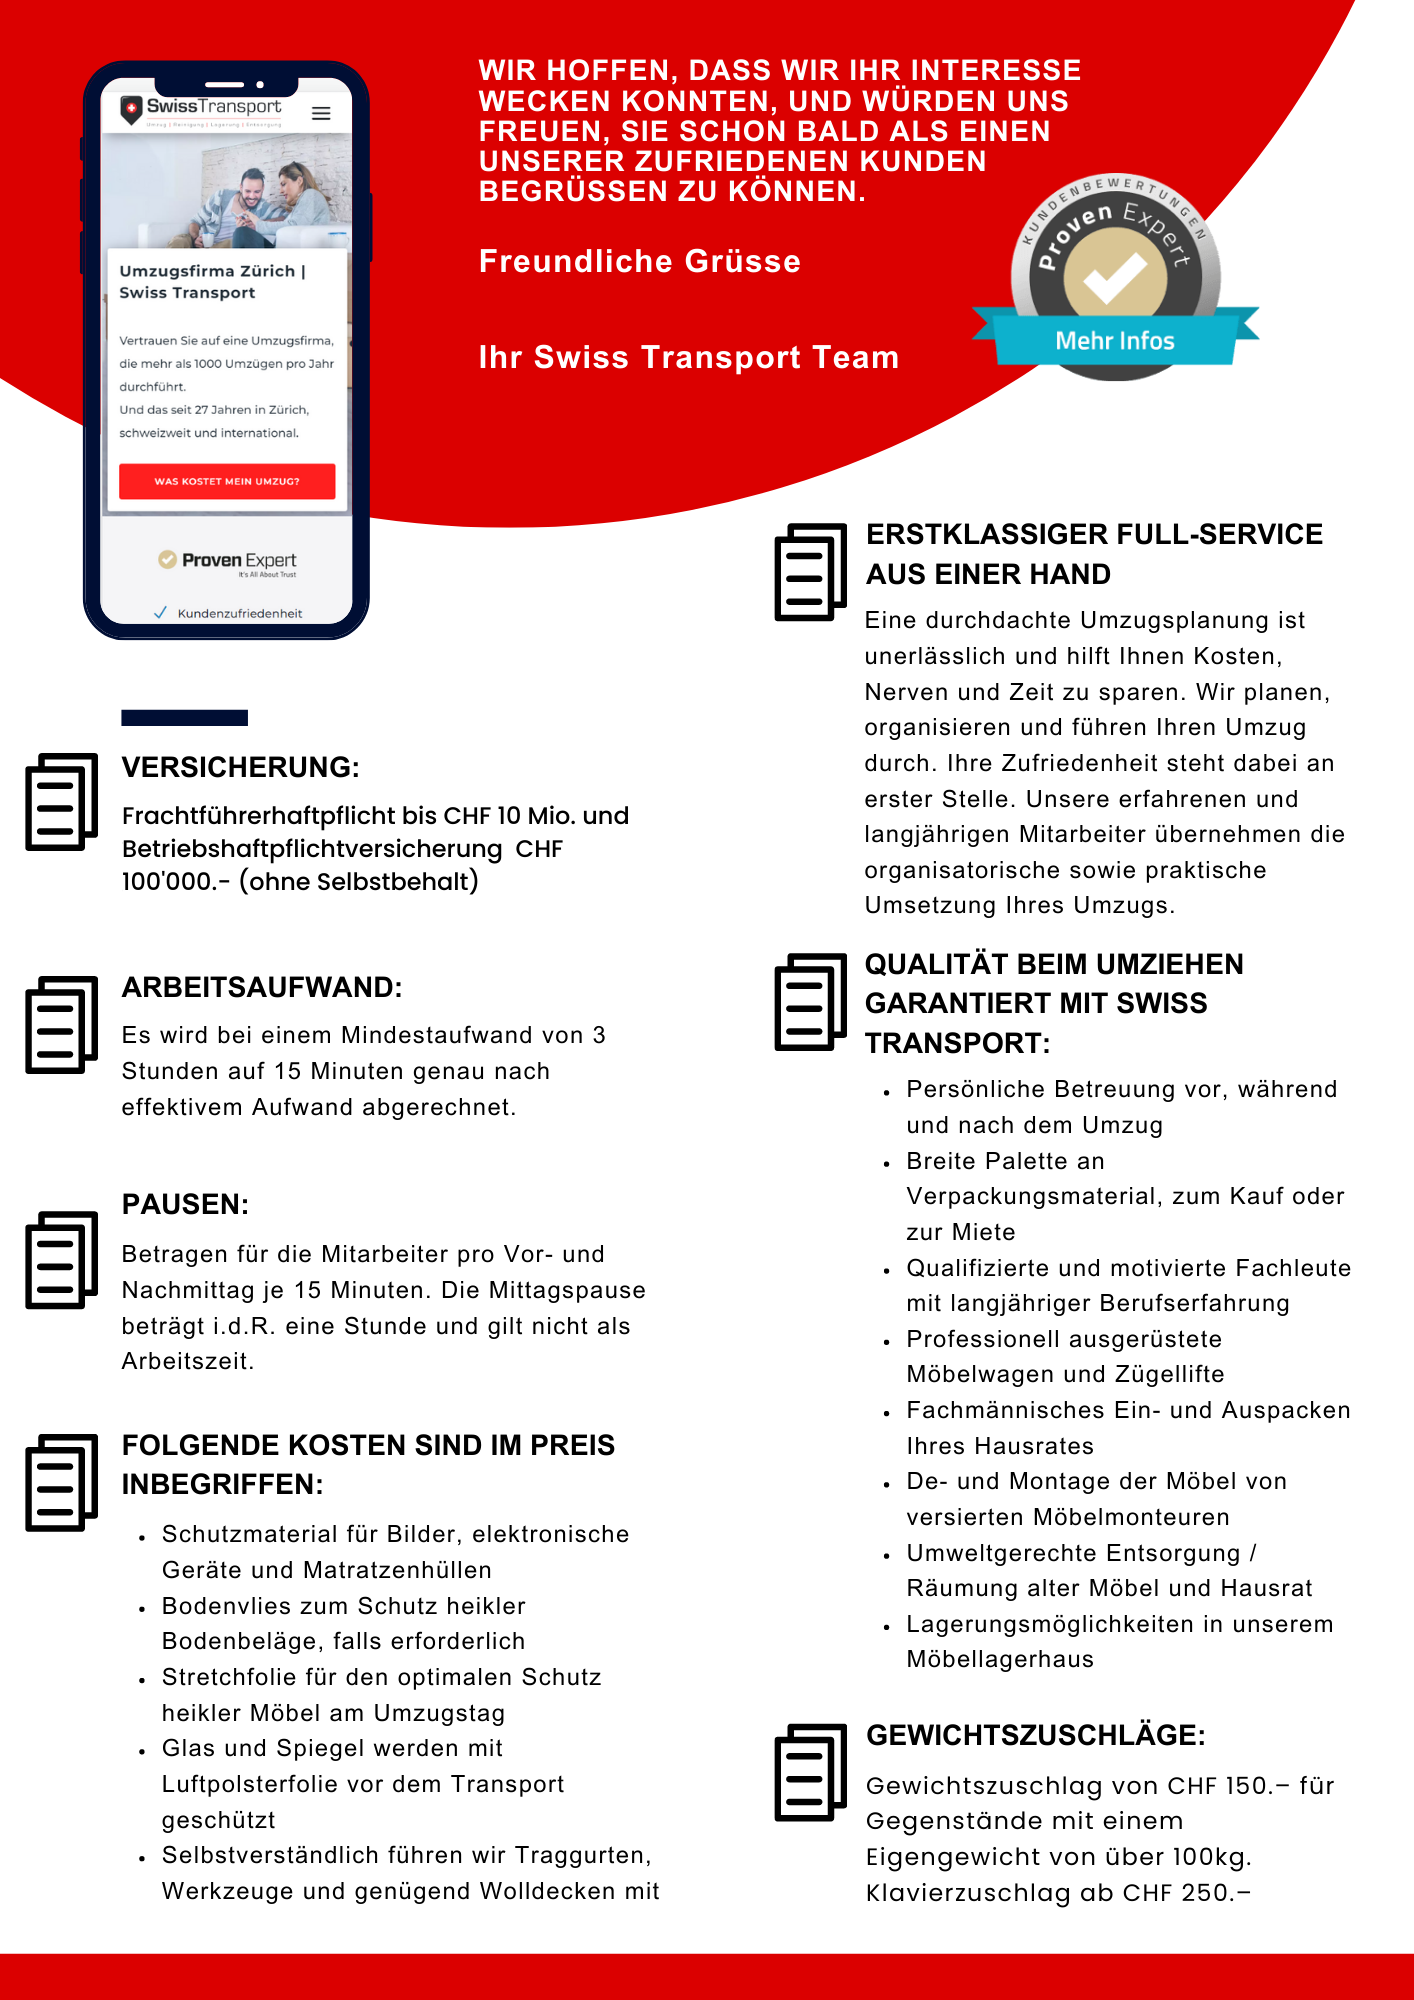 WIR HOFFEN, DASS WIR IHR INTERESSE
WECKEN KONNTEN, UND WÜRDEN UNS
FREUEN, SIE SCHON BALD ALS EINEN
UNSERER ZUFRIEDENEN KUNDEN
BEGRÜSSEN ZU KÖNNEN.
Freundliche Grüsse
Ihr Swiss Transport Team
KUNDENBEWERTUNGEN
Proven Expert
Mehr Infos
SwissTransport
Umzug | Reinigung | Lagerung | Entsorgung
Umzugsfirma Zürich |
Swiss Transport
Vertrauen Sie auf eine Umzugsfirma,
die mehr als 1000 Umzügen pro Jahr
durchführt.
Und das seit 27 Jahren in Zürich,
schweizweit und international.
WAS KOSTET MEIN UMZUG?
Proven Expert
It's All About Trust
Kundenzufriedenheit
VERSICHERUNG:
Frachtführerhaftpflicht bis CHF 10 Mio. und
Betriebshaftpflichtversicherung  CHF
100'000.- (ohne Selbstbehalt)
ARBEITSAUFWAND:
Es wird bei einem Mindestaufwand von 3
Stunden auf 15 Minuten genau nach
effektivem Aufwand abgerechnet.
PAUSEN:
Betragen für die Mitarbeiter pro Vor- und
Nachmittag je 15 Minuten. Die Mittagspause
beträgt i.d.R. eine Stunde und gilt nicht als
Arbeitszeit.
FOLGENDE KOSTEN SIND IM PREIS
INBEGRIFFEN:
• Schutzmaterial für Bilder, elektronische
Geräte und Matratzenhüllen
• Bodenvlies zum Schutz heikler
Bodenbeläge, falls erforderlich
• Stretchfolie für den optimalen Schutz
heikler Möbel am Umzugstag
• Glas und Spiegel werden mit
Luftpolsterfolie vor dem Transport
geschützt
• Selbstverständlich führen wir Traggurten,
Werkzeuge und genügend Wolldecken mit
ERSTKLASSIGER FULL-SERVICE
AUS EINER HAND
Eine durchdachte Umzugsplanung ist
unerlässlich und hilft Ihnen Kosten,
Nerven und Zeit zu sparen. Wir planen,
organisieren und führen Ihren Umzug
durch. Ihre Zufriedenheit steht dabei an
erster Stelle. Unsere erfahrenen und
langjährigen Mitarbeiter übernehmen die
organisatorische sowie praktische
Umsetzung Ihres Umzugs.
QUALITÄT BEIM UMZIEHEN
GARANTIERT MIT SWISS
TRANSPORT:
• Persönliche Betreuung vor, während
und nach dem Umzug
• Breite Palette an
Verpackungsmaterial, zum Kauf oder
zur Miete
• Qualifizierte und motivierte Fachleute
mit langjähriger Berufserfahrung
• Professionell ausgerüstete
Möbelwagen und Zügellifte
• Fachmännisches Ein- und Auspacken
Ihres Hausrates
• De- und Montage der Möbel von
versierten Möbelmonteuren
• Umweltgerechte Entsorgung /
Räumung alter Möbel und Hausrat
• Lagerungsmöglichkeiten in unserem
Möbellagerhaus
GEWICHTSZUSCHLÄGE:
Gewichtszuschlag von CHF 150.– für
Gegenstände mit einem
Eigengewicht von über 100kg.
Klavierzuschlag ab CHF 250.–